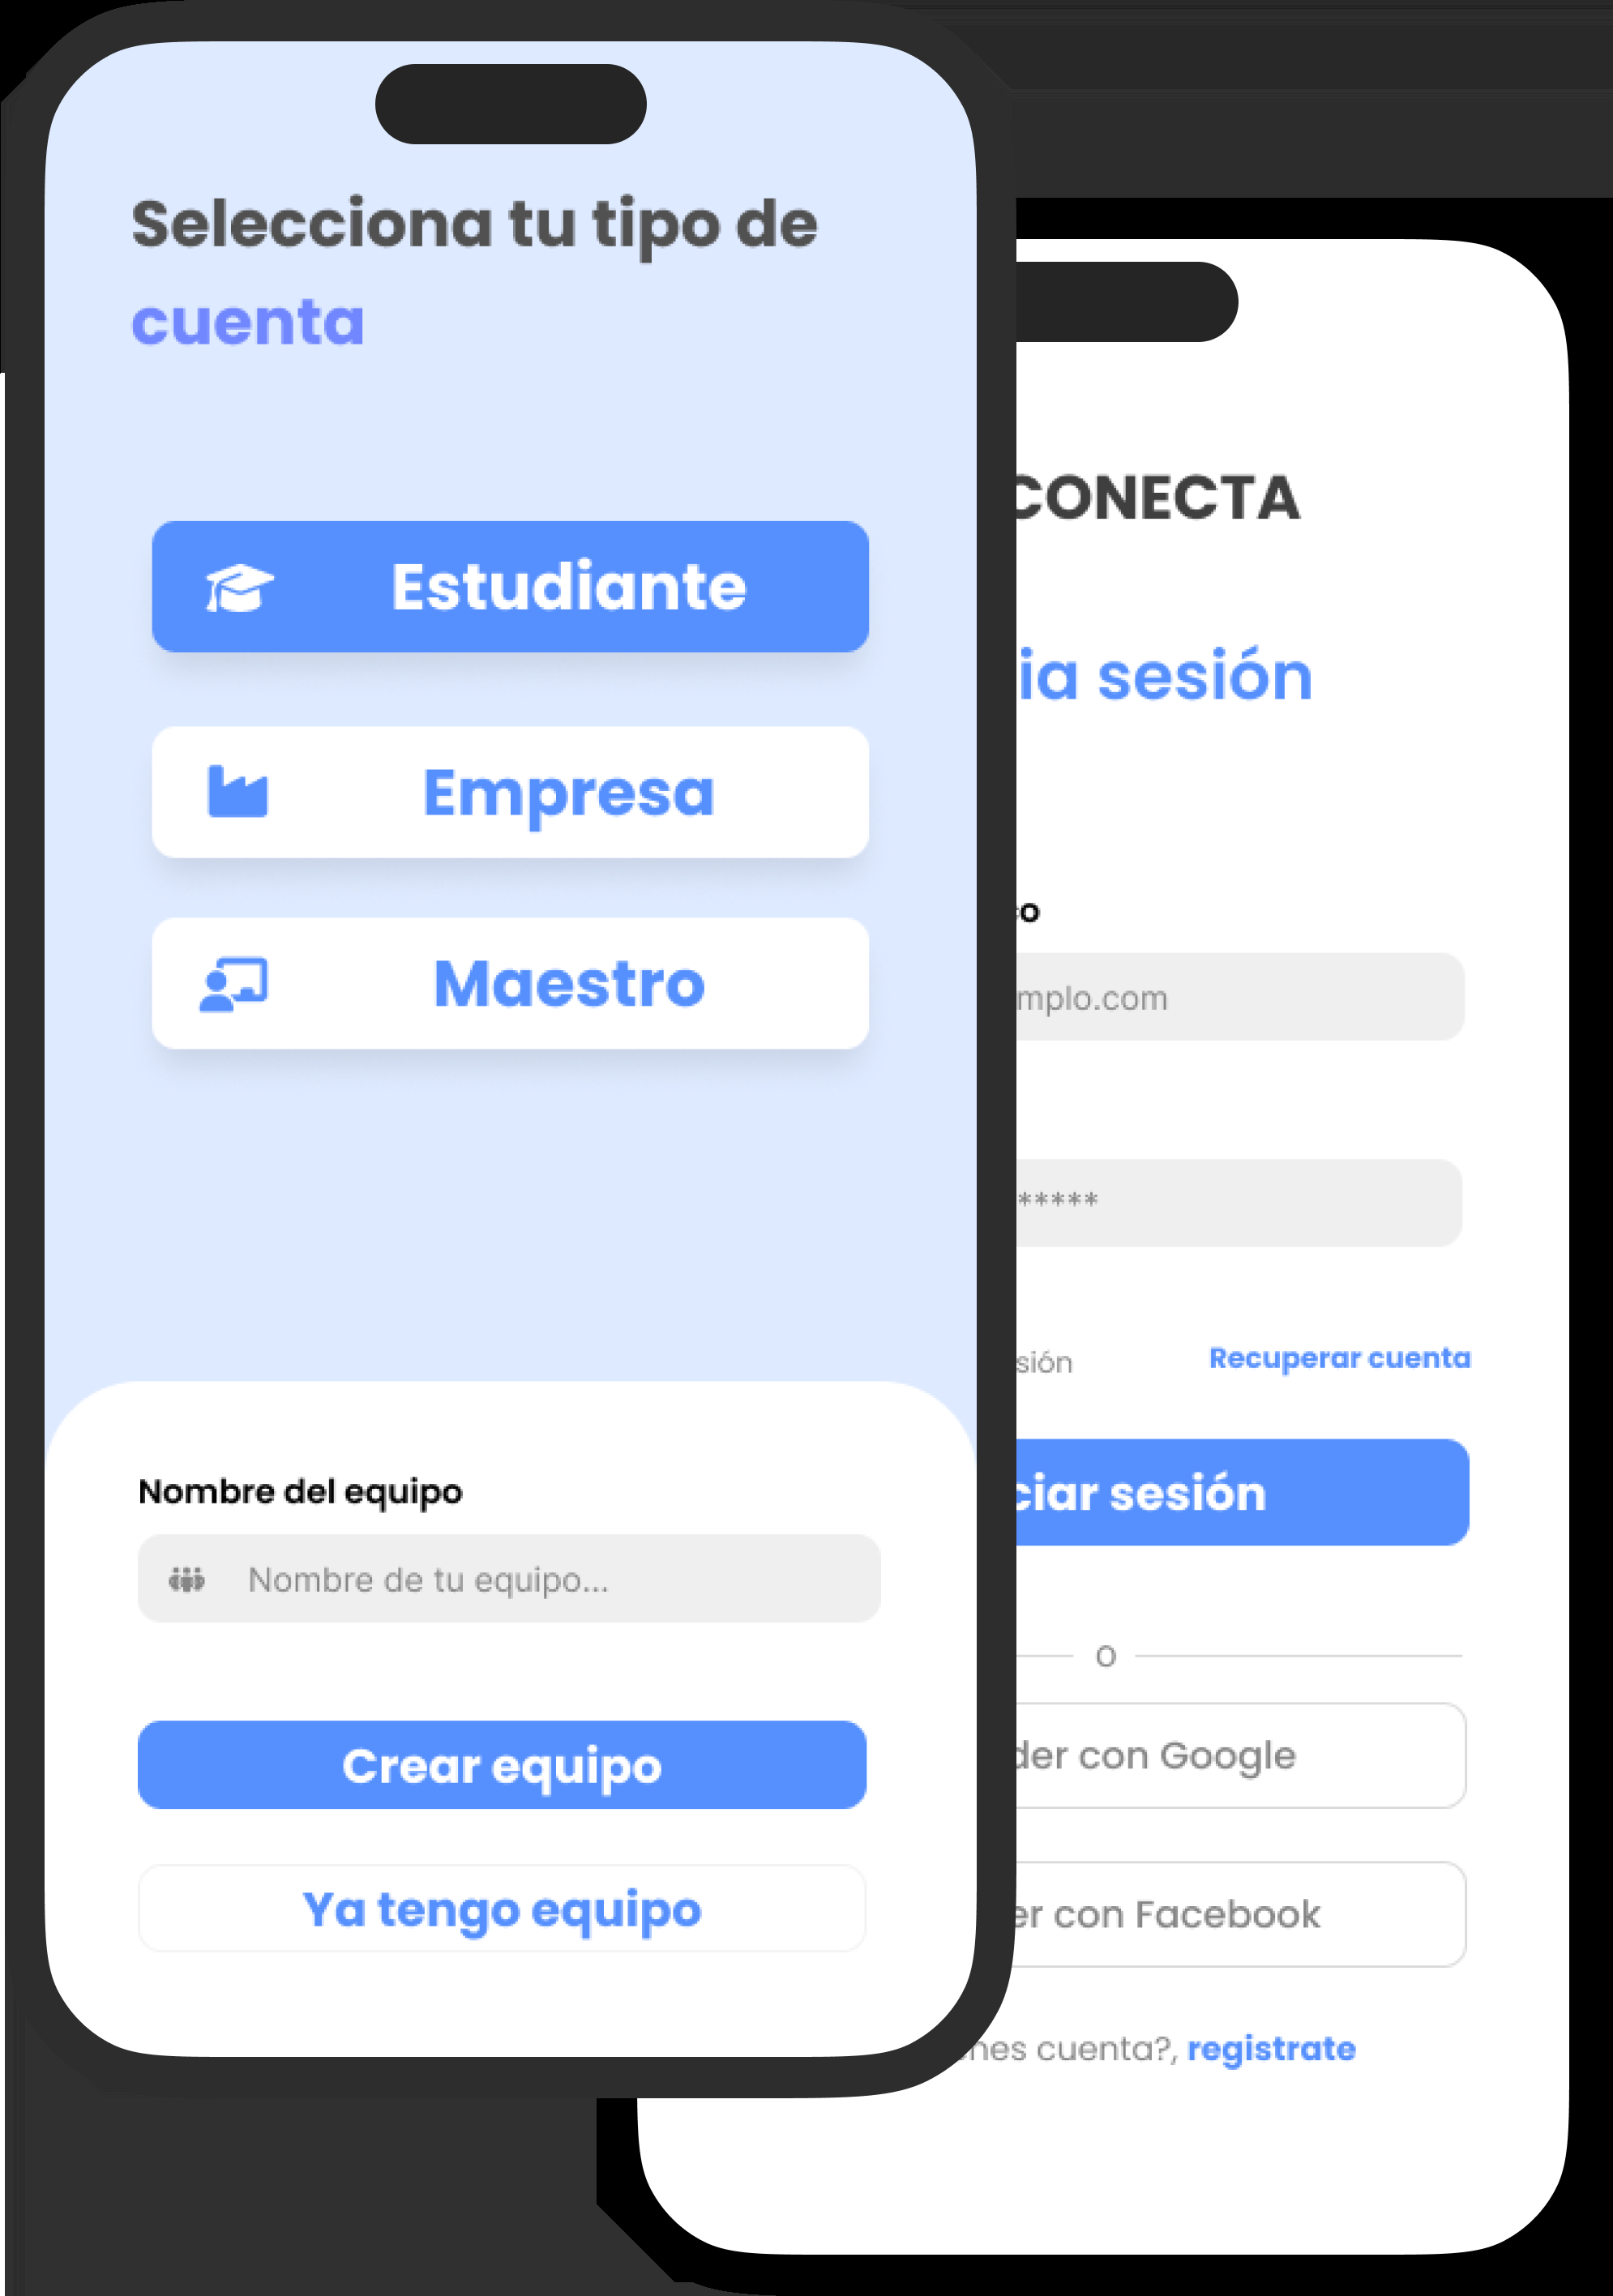 Selecciona tu tipo de
cuenta
Estudiante
Empresa
Maestro
Nombre del equipo
Nombre de tu equipo...
Crear equipo
Ya tengo equipo
CONECTA
ia sesión
o
mplo.com
*****
sión
Recuperar cuenta
ciar sesión
O
der con Google
er con Facebook
nes cuenta?, registrate